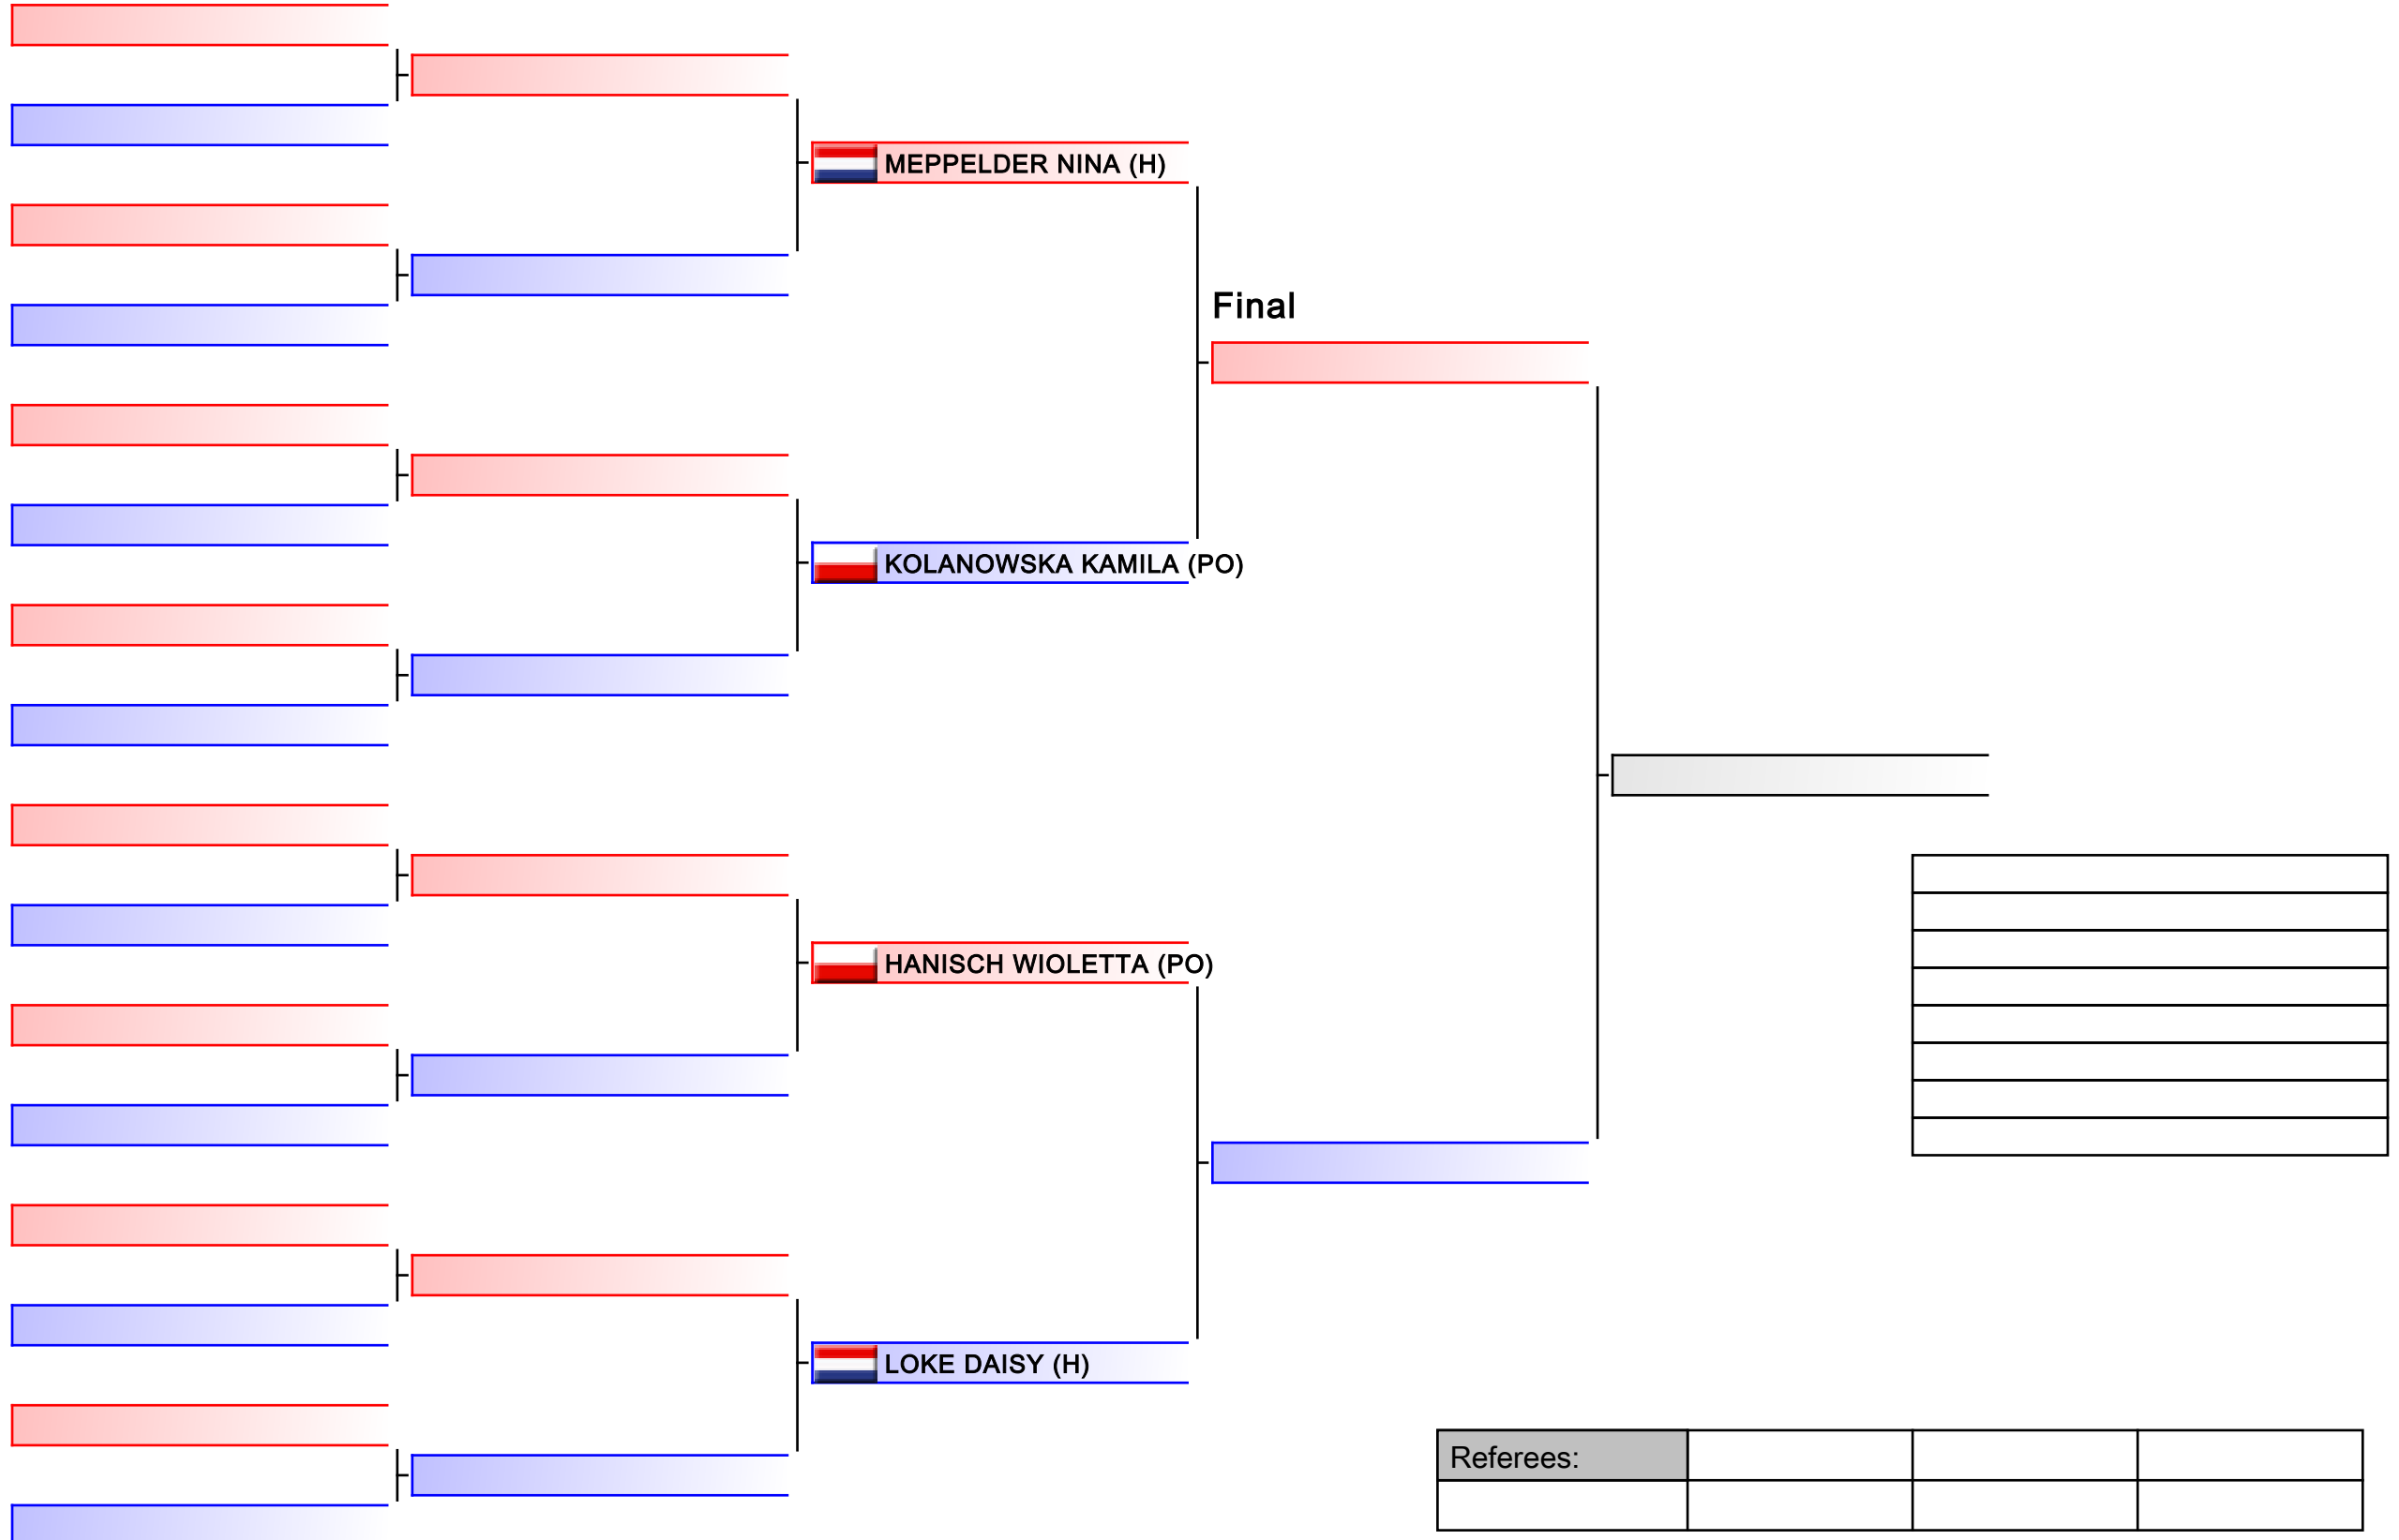 MEPPELDER NINA (H)
Final
KOLANOWSKA KAMILA (PO)
HANISCH WIOLETTA (PO)
LOKE DAISY (H)
Referees: